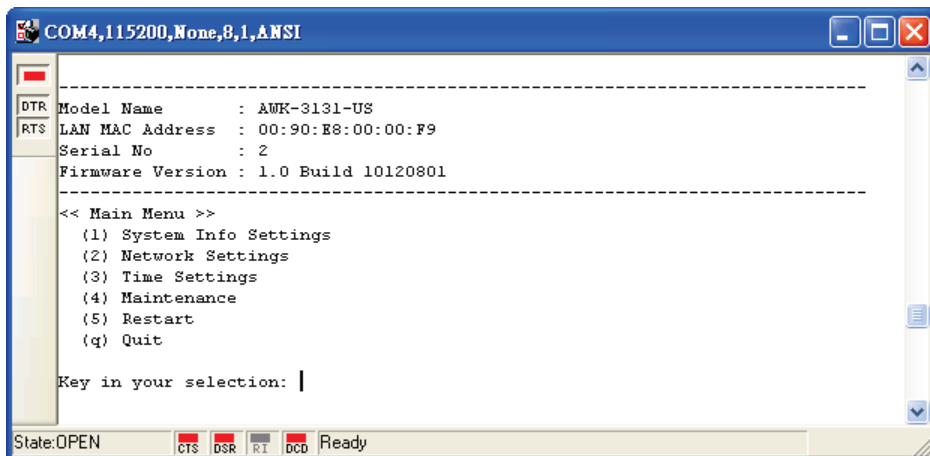 COM4,115200,None,8,1,ANSI
--------------------------------------------------------------------------------
DTR
RTS
Model Name        : AWK-3131-US
LAN MAC Address  : 00:90:E8:00:00:F9
Serial No         : 2
Firmware Version : 1.0 Build 10120801
--------------------------------------------------------------------------------
<< Main Menu >>
(1) System Info Settings
(2) Network Settings
(3) Time Settings
(4) Maintenance
(5) Restart
(q) Quit
Key in your selection:
State:OPEN CTS DSR RI DCD Ready